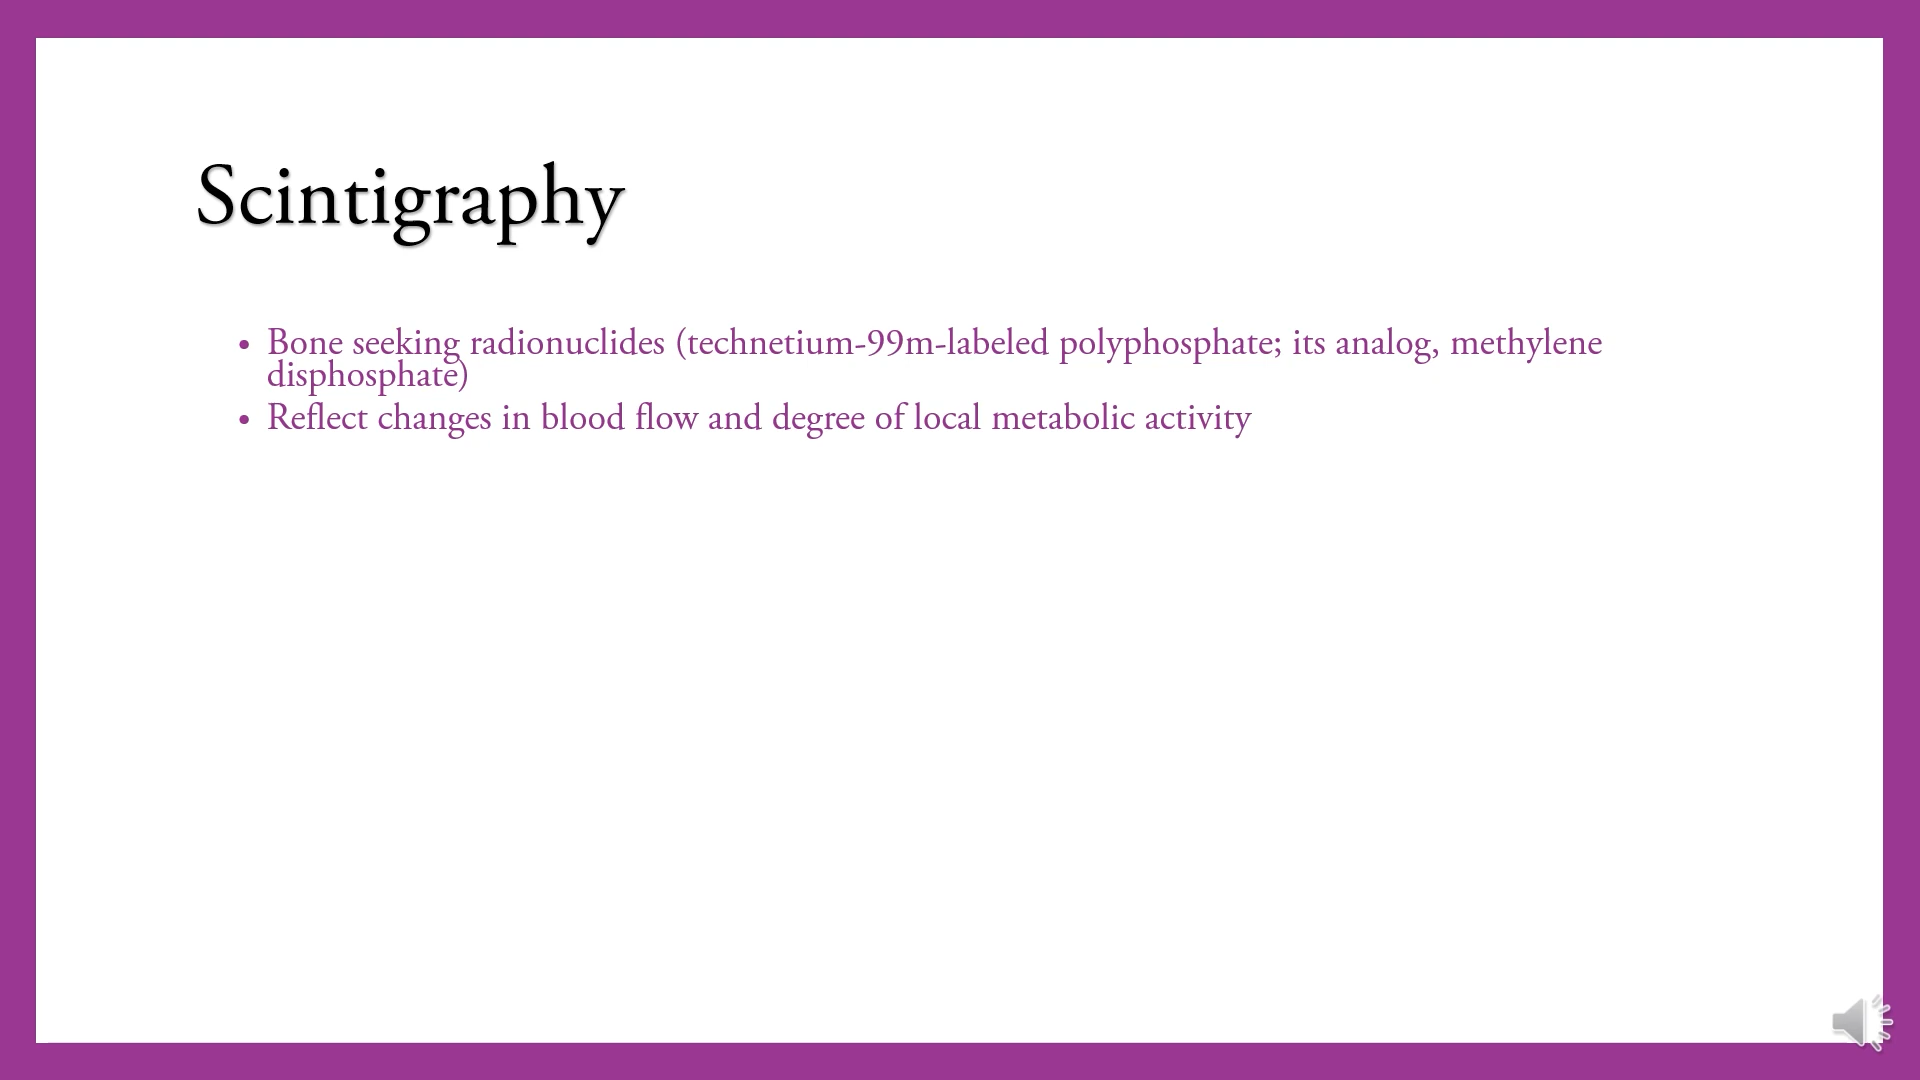 Scintigraphy
• Bone seeking radionuclides (technetium-99m-labeled polyphosphate; its analog, methylene
disphosphate)
• Reflect changes in blood flow and degree of local metabolic activity